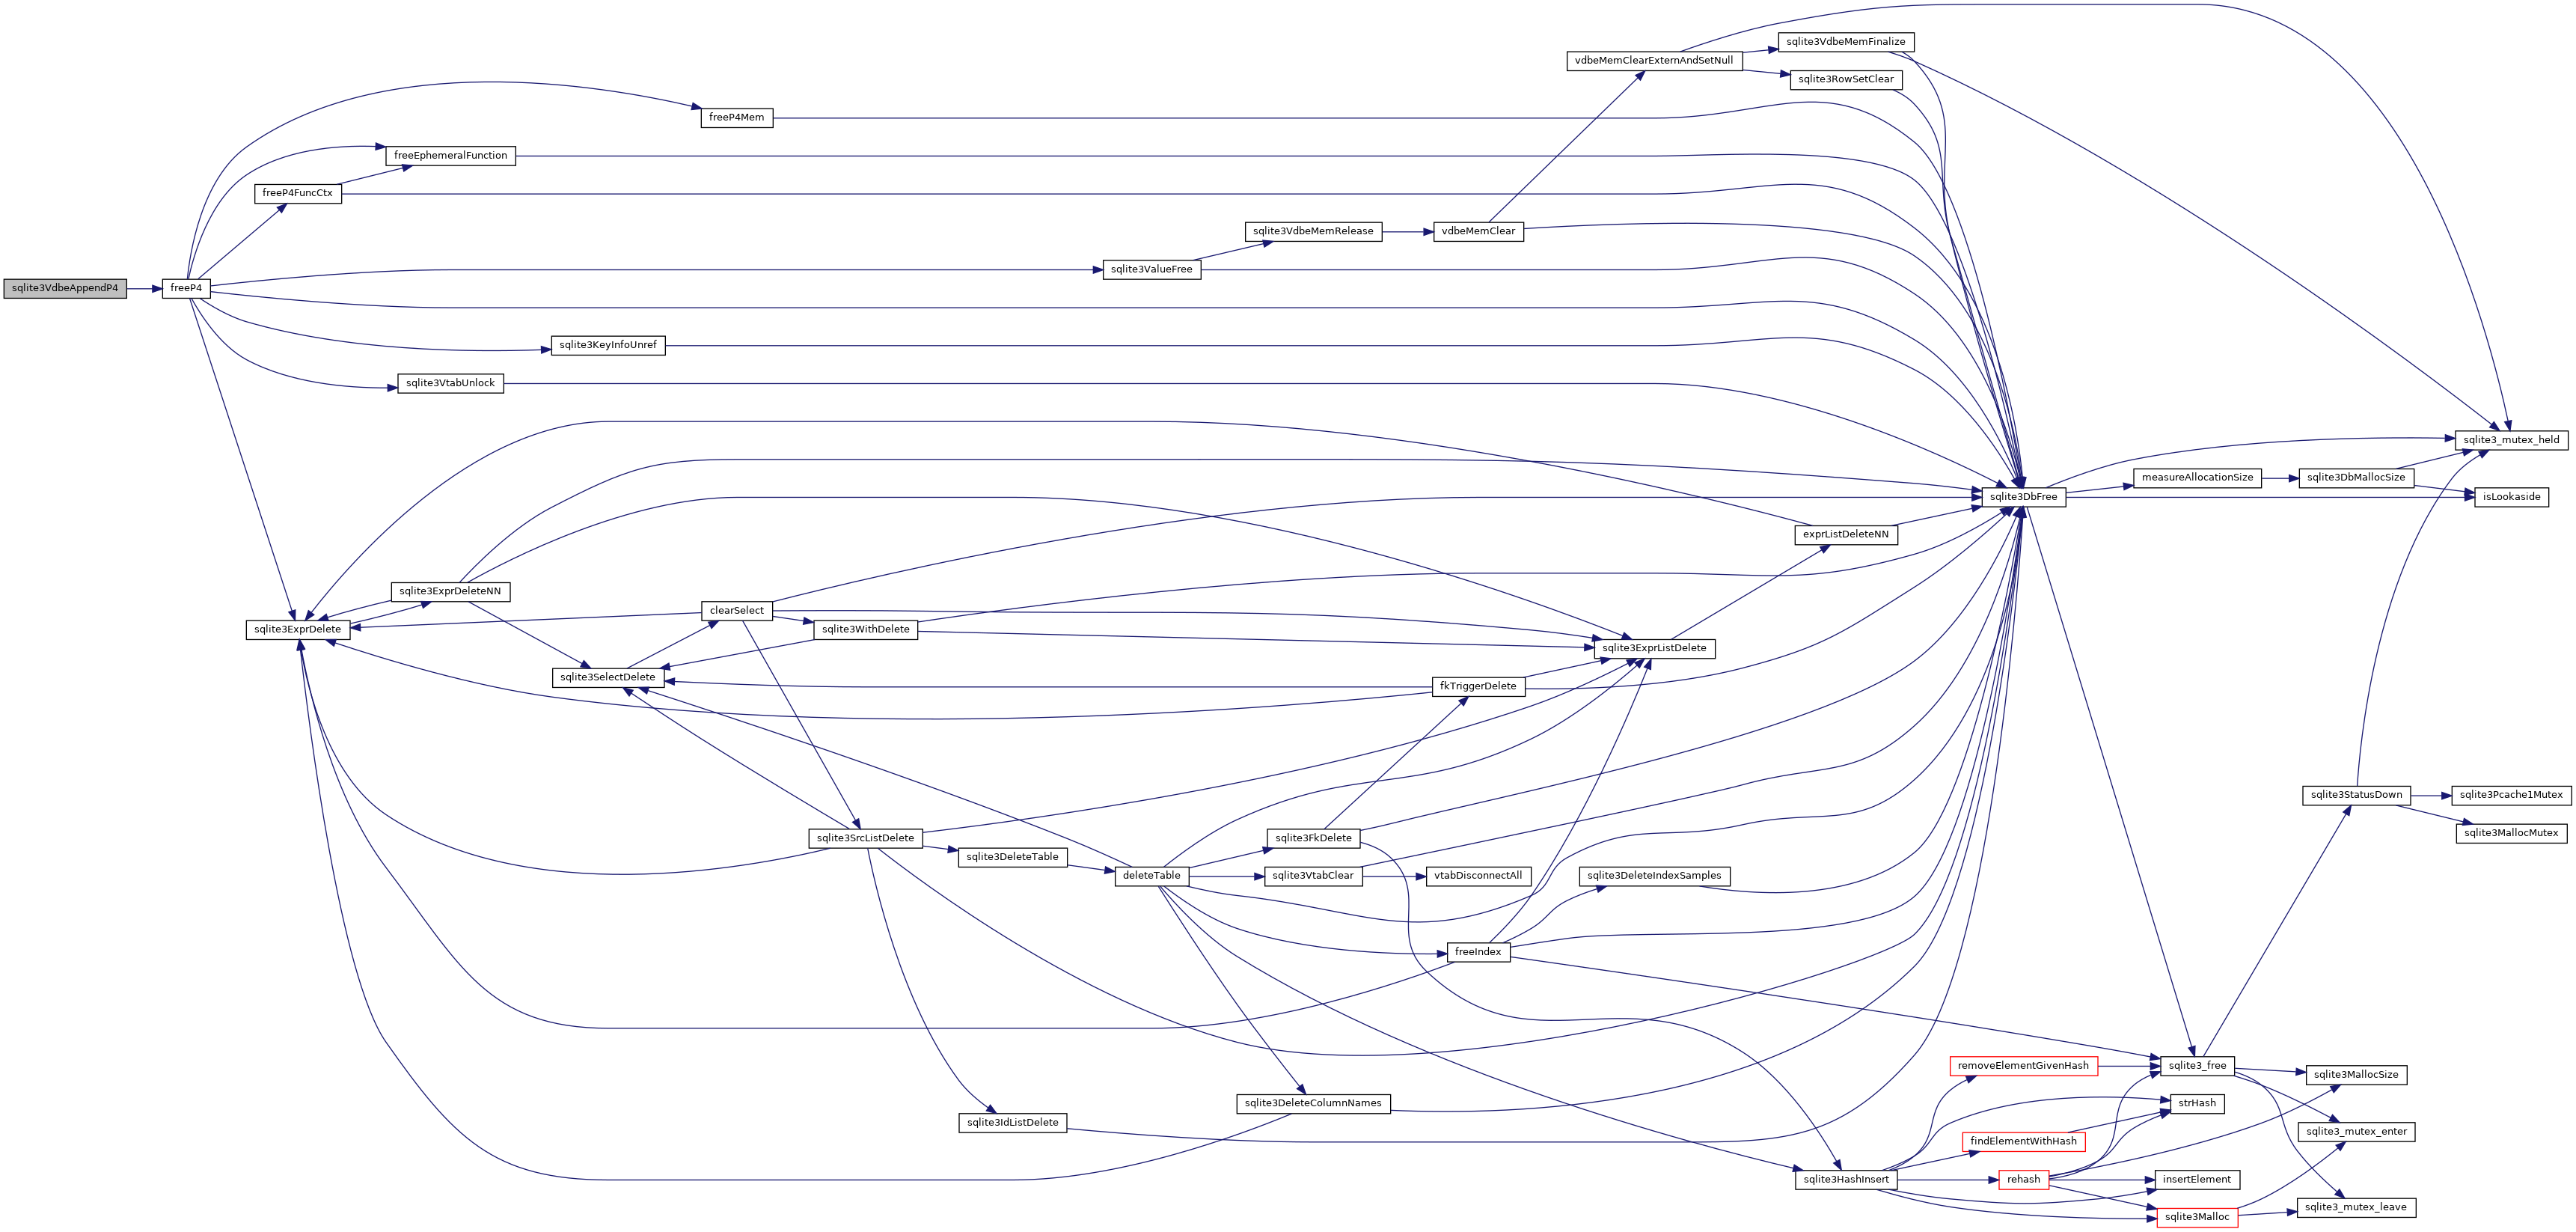 sqlite3VdbeAppendP4
freeP4
freeP4Mem
freeEphemeralFunction
freeP4FuncCtx
sqlite3ValueFree
sqlite3VdbeMemRelease
vdbeMemClear
vdbeMemClearExternAndSetNull
sqlite3VdbeMemFinalize
sqlite3RowSetClear
sqlite3KeyInfoUnref
sqlite3VtabUnlock
sqlite3_mutex_held
sqlite3DbFree
measureAllocationSize
sqlite3DbMallocSize
isLookaside
exprListDeleteNN
sqlite3ExprDeleteNN
sqlite3ExprDelete
clearSelect
sqlite3WithDelete
sqlite3ExprListDelete
sqlite3SelectDelete
fkTriggerDelete
sqlite3StatusDown
sqlite3Pcache1Mutex
sqlite3MallocMutex
sqlite3SrcListDelete
sqlite3DeleteTable
deleteTable
sqlite3FkDelete
sqlite3VtabClear
vtabDisconnectAll
sqlite3DeleteIndexSamples
freeIndex
sqlite3DeleteColumnNames
sqlite3IdListDelete
removeElementGivenHash
sqlite3_free
sqlite3MallocSize
strHash
findElementWithHash
sqlite3_mutex_enter
sqlite3HashInsert
rehash
insertElement
sqlite3Malloc
sqlite3_mutex_leave